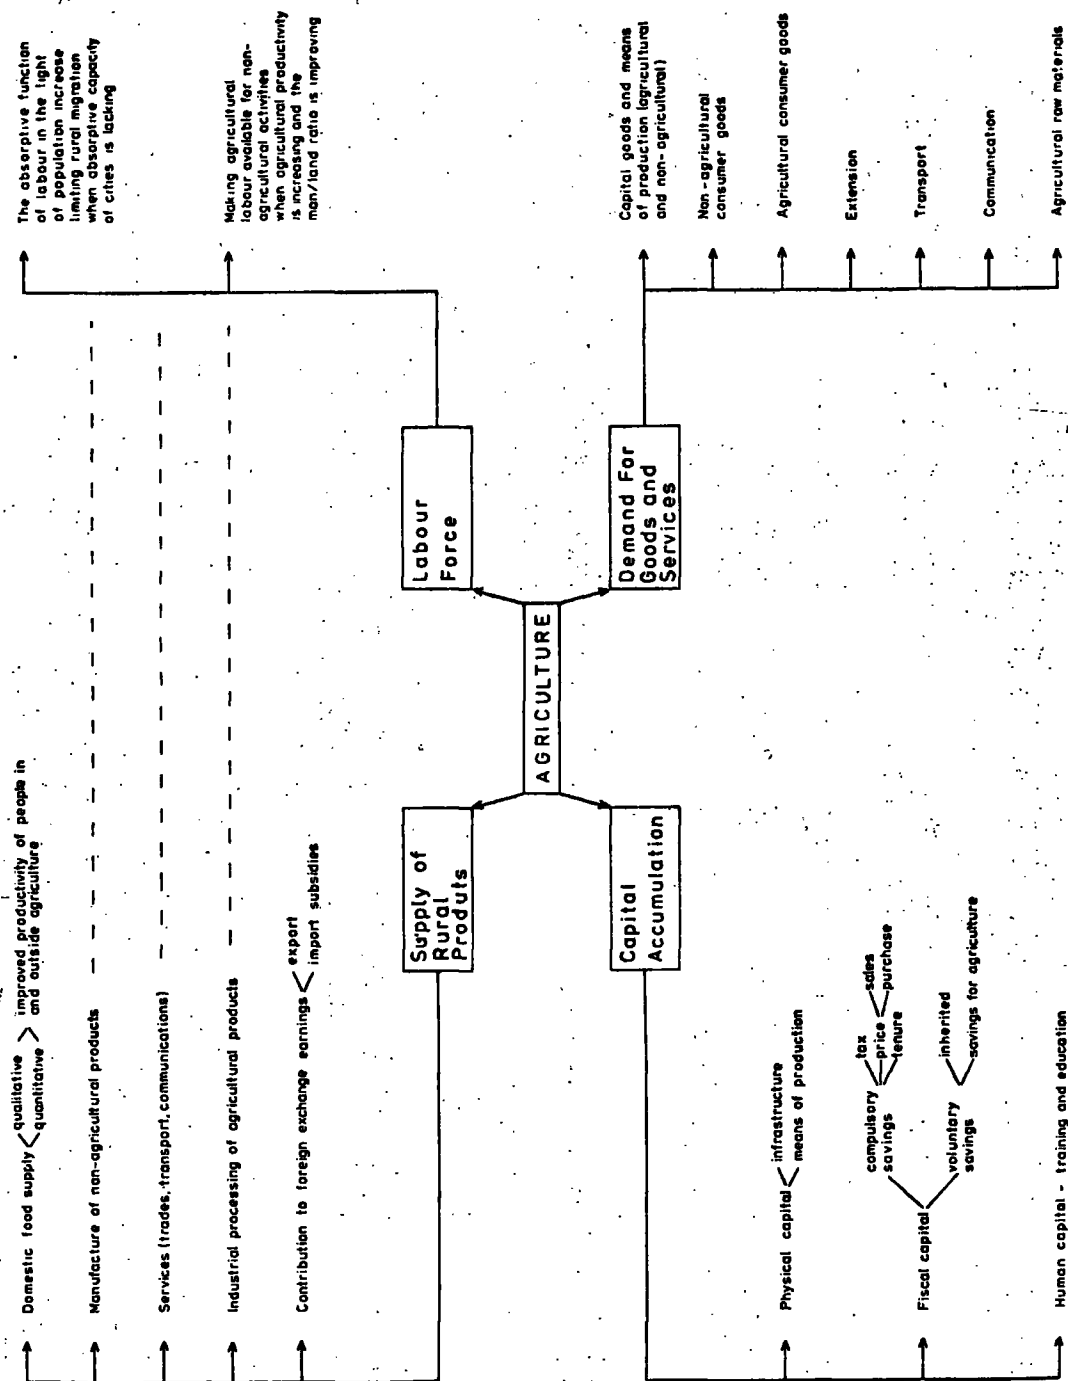 Domestic food supply
qualitative
quantitative
improved productivity of people in
and outside agriculture
Manufacture of non-agricultural products
Services (trades, transport, communications)
Industrial processing of agricultural products
Contribution to foreign exchange earnings
export
import subsidies
The absorptive function
of labour in the light
of population increase
limiting rural migration
when absorptive capacity
of cities is lacking
Making agricultural
labour available for non-
agricultural activities
when agricultural productivity
is increasing and the
man/land ratio is improving
Supply of
Rural
Produts
Labour
Force
AGRICULTURE
Capital
Accumulation
Demand For
Goods and
Services
Physical capital
infrastructure
means of production
Fiscal capital
compulsory
savings
tax
price
tenure
sales
purchase
voluntary
savings
inherited
savings for agriculture
Human capital - training and education
Capital goods and means
of production (agricultural
and non-agricultural)
Non-agricultural
consumer goods
Agricultural consumer goods
Extension
Transport
Communication
Agricultural raw materials